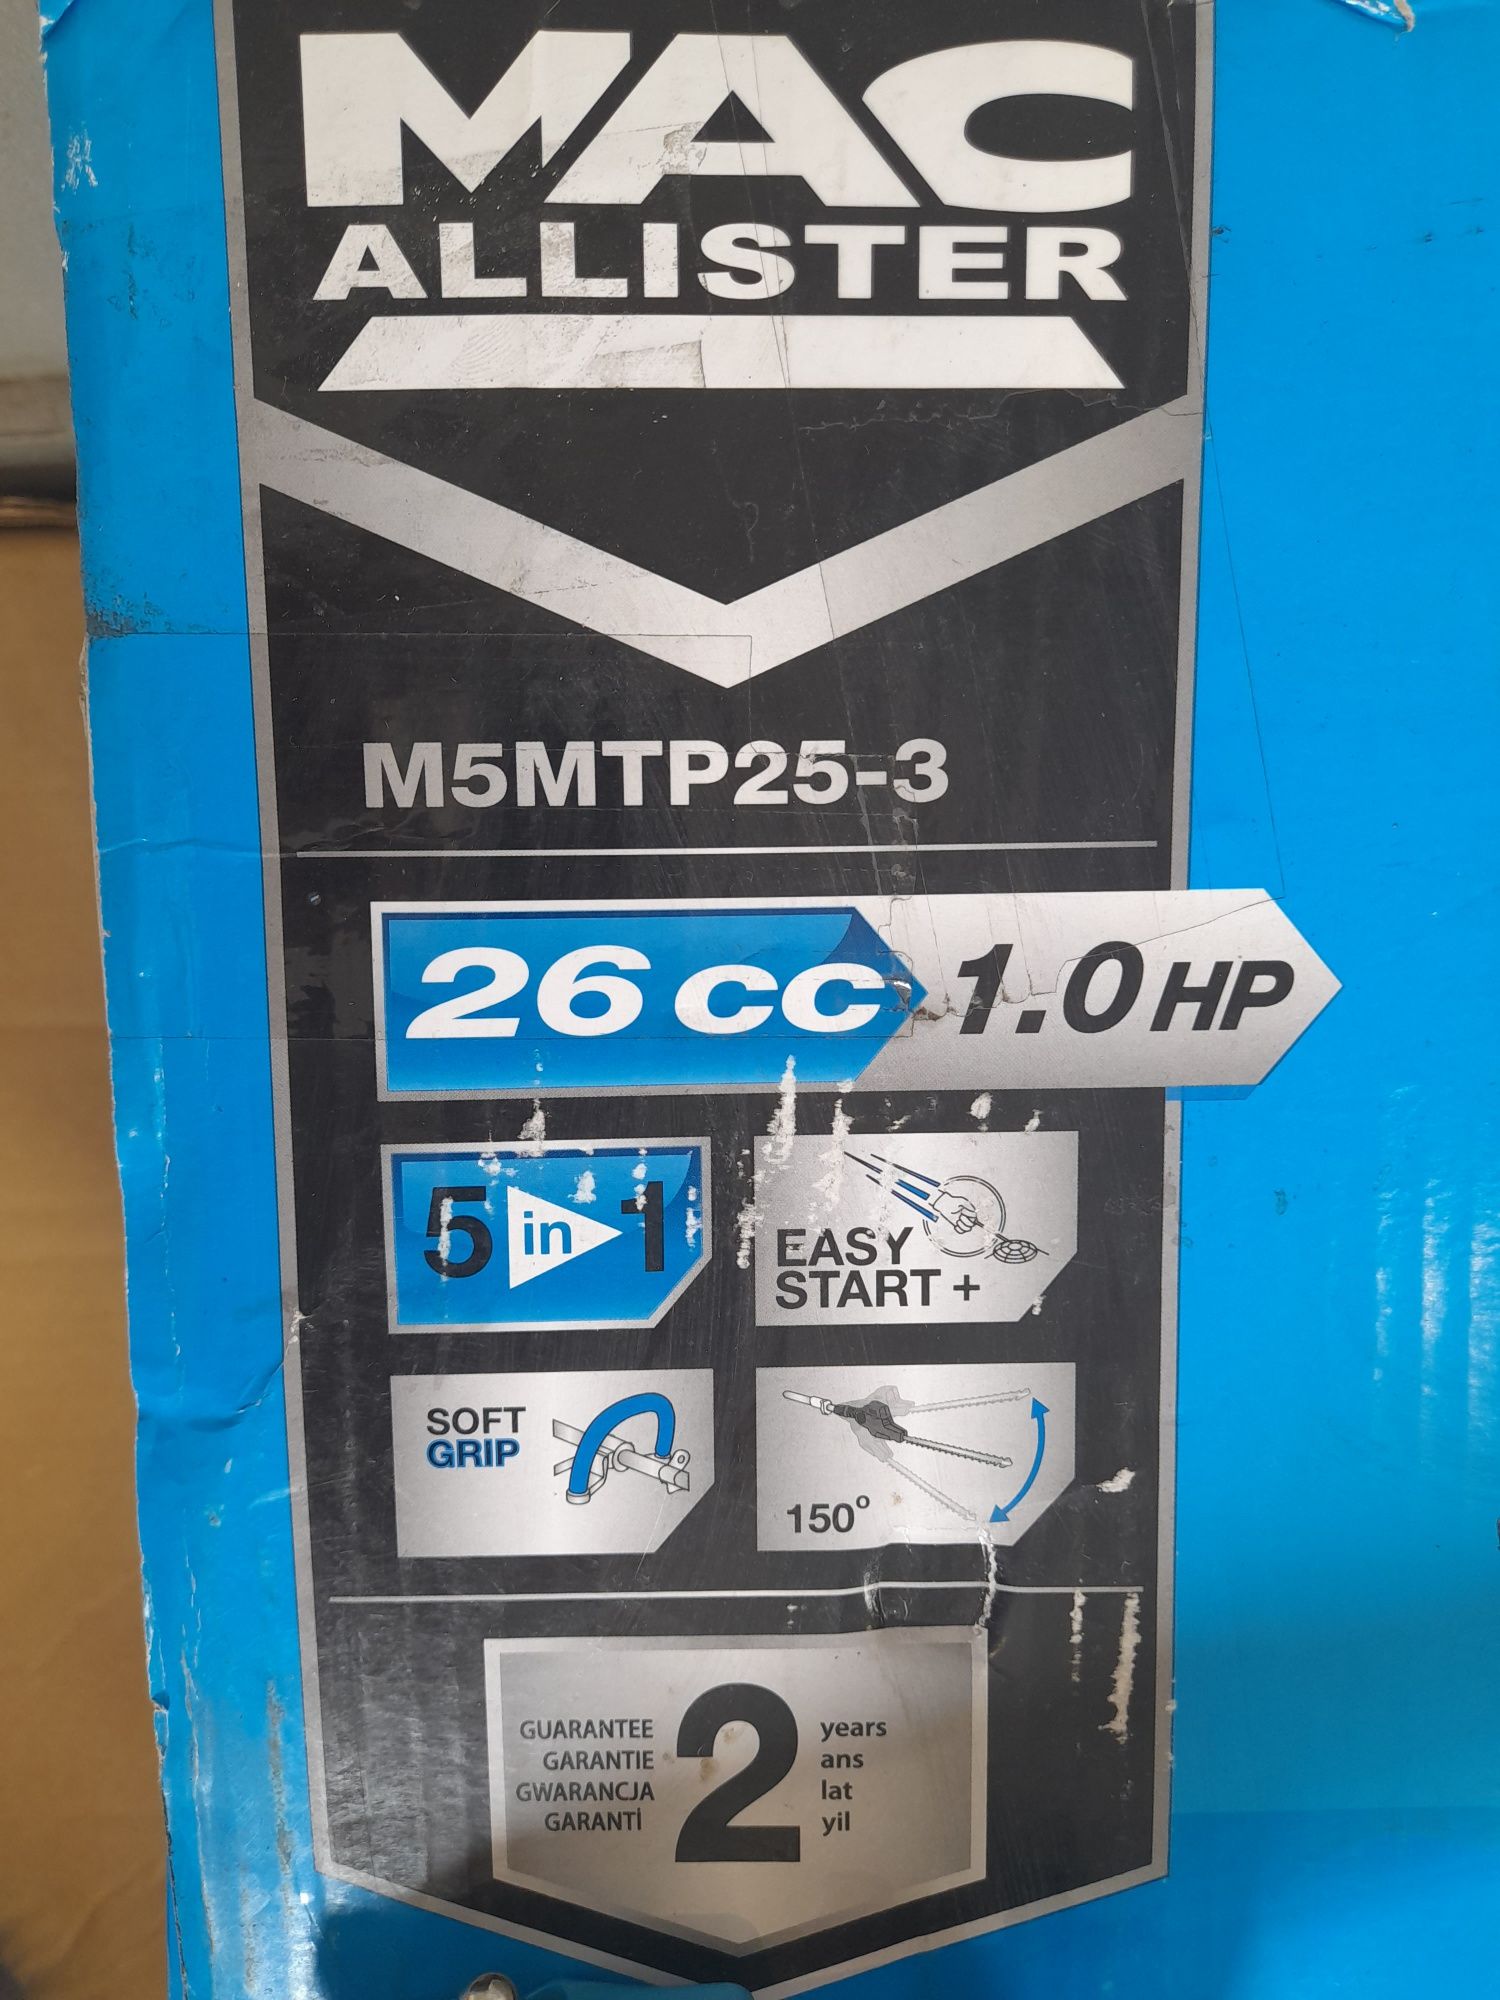 MAC
ALLISTER
M5MTP25-3
26 cc 1.0 HP
5 in 1
EASY
START +
SOFT
GRIP
150°
GUARANTEE
GARANTIE
GWARANCJA
GARANTİ
2
years
ans
lat
yil